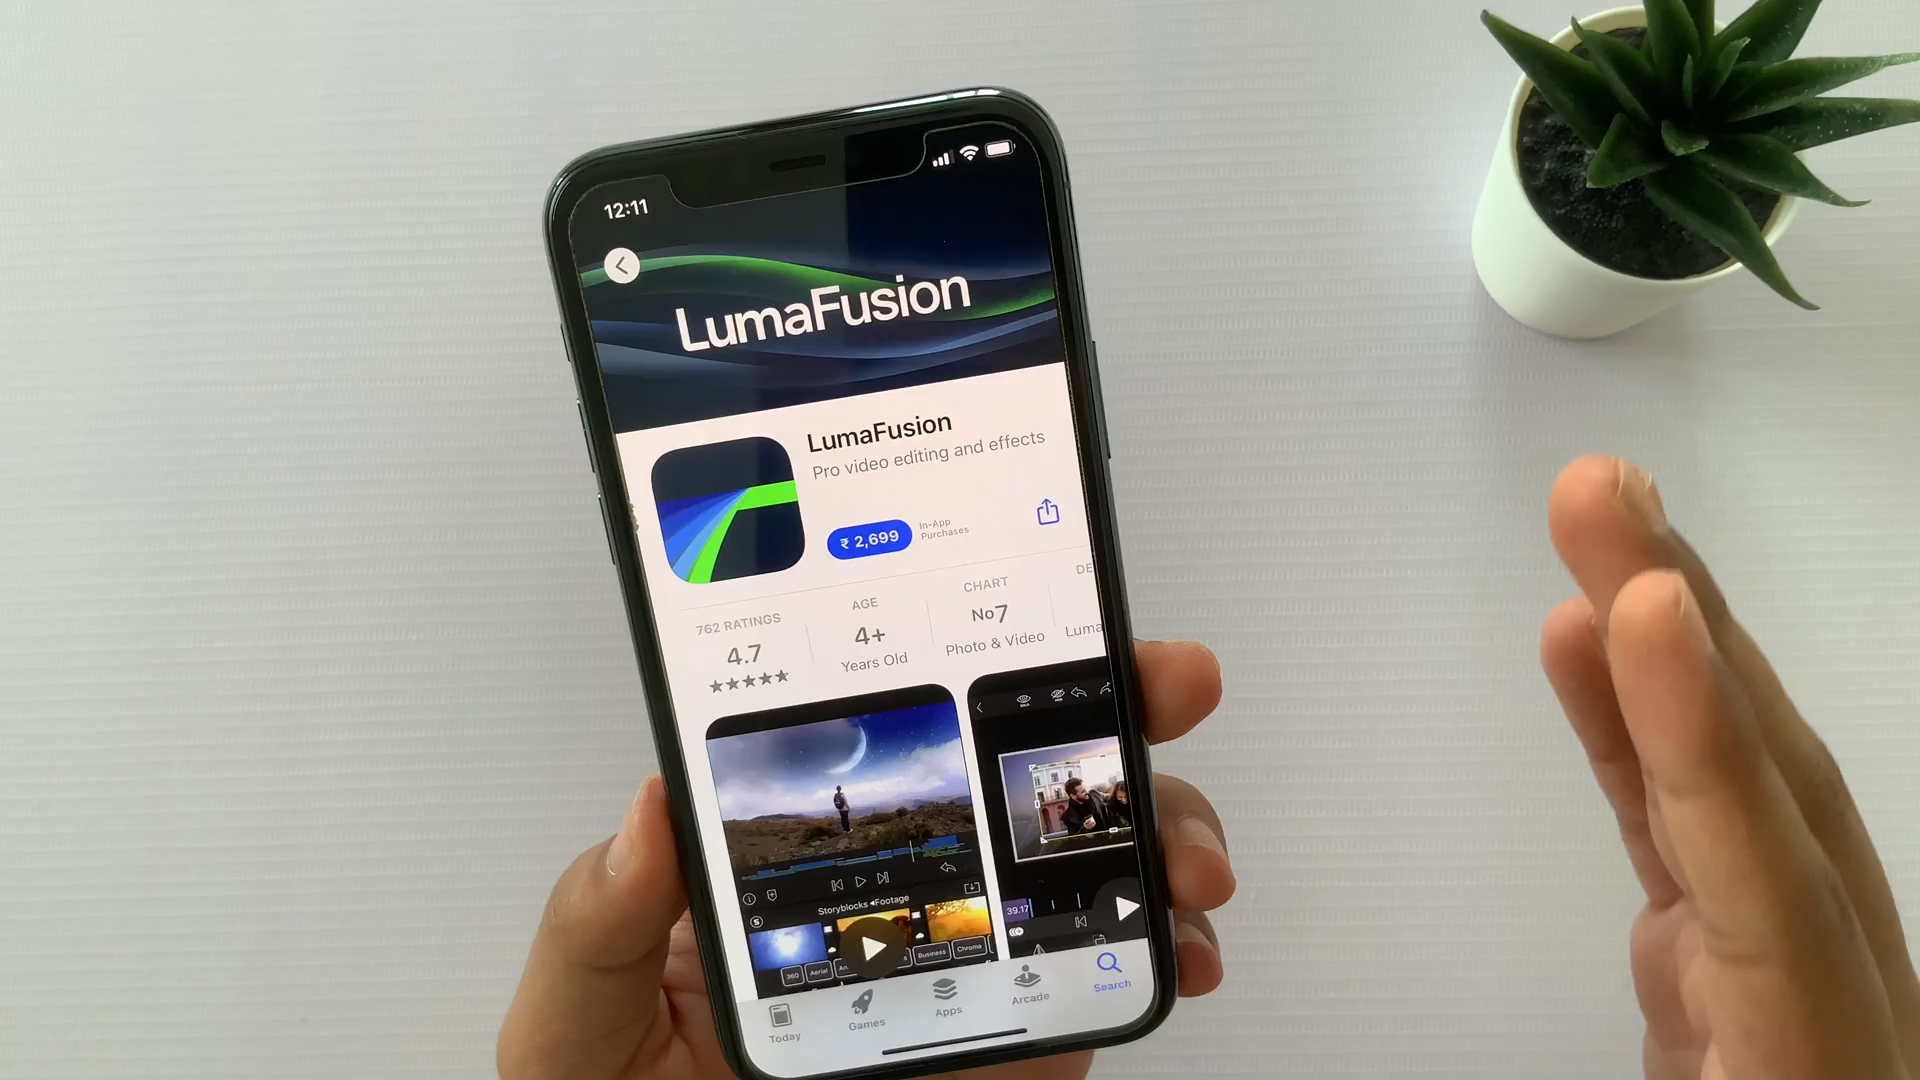 12:11
LumaFusion
LumaFusion
Pro video editing and effects
₹ 2,699
In-App
Purchases
762 RATINGS
4.7
AGE
4+
Years Old
CHART
No7
Photo & Video
DE
Luma
Storyblocks
Footage
360
Aerial
An
Business
Chroma
39.17
Today
Games
Apps
Arcade
Search